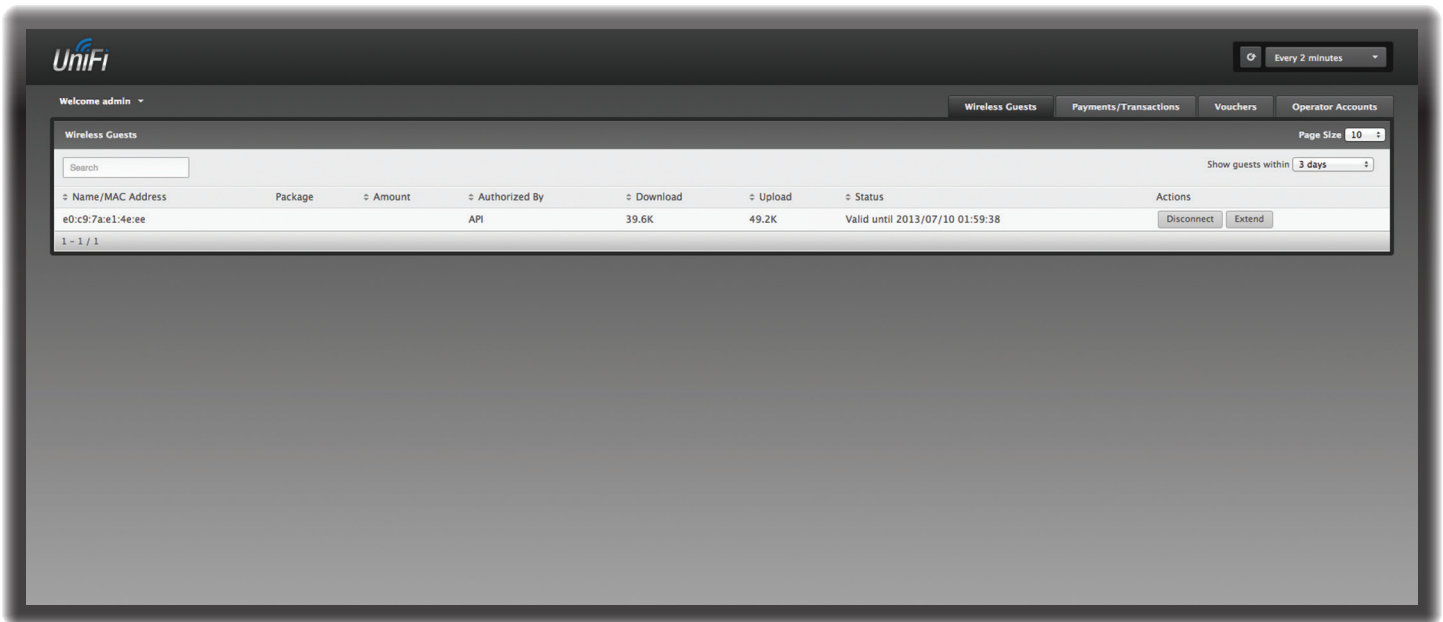 UniFi
Every 2 minutes
Welcome admin
Wireless Guests Payments/Transactions Vouchers Operator Accounts
Wireless Guests Page Size 10
Search Show guests within 3 days
Name/MAC Address Package Amount Authorized By Download Upload Status Actions
e0:c9:7a:e1:4e:ee API 39.6K 49.2K Valid until 2013/07/10 01:59:38 Disconnect Extend
1 - 1 / 1